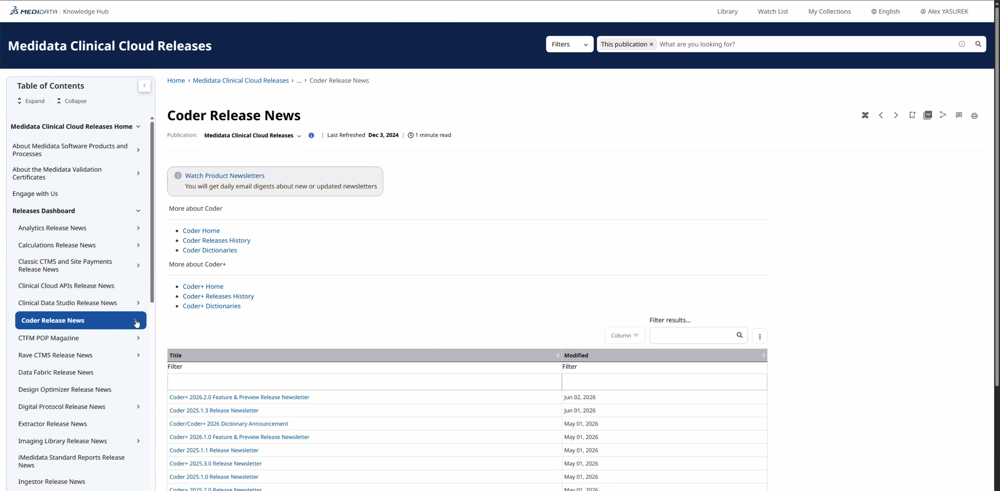 MEDIDATA Knowledge Hub
Library Watch List My Collections English Alex YASUREK
Medidata Clinical Cloud Releases
Filters
This publication × What are you looking for?
Table of Contents
Expand Collapse
Medidata Clinical Cloud Releases Home
About Medidata Software Products and
Processes
About the Medidata Validation
Certificates
Engage with Us
Releases Dashboard
Analytics Release News
Calculations Release News
Classic CTMS and Site Payments
Release News
Clinical Cloud APIs Release News
Clinical Data Studio Release News
Coder Release News
CTFM POP Magazine
Rave CTMS Release News
Data Fabric Release News
Design Optimizer Release News
Digital Protocol Release News
Extractor Release News
Imaging Library Release News
iMedidata Standard Reports Release
News
Ingestor Release News
Home › Medidata Clinical Cloud Releases › ... › Coder Release News
Coder Release News
PDF
Publication: Medidata Clinical Cloud Releases | Last Refreshed Dec 3, 2024 | 1 minute read
Watch Product Newsletters
You will get daily email digests about new or updated newsletters
More about Coder
• Coder Home
• Coder Releases History
• Coder Dictionaries
More about Coder+
• Coder+ Home
• Coder+ Releases History
• Coder+ Dictionaries
Filter results...
Column
Title Modified
Filter Filter
Coder+ 2026.2.0 Feature & Preview Release Newsletter Jun 02, 2026
Coder 2025.1.3 Release Newsletter Jun 01, 2026
Coder/Coder+ 2026 Dictionary Announcement May 01, 2026
Coder+ 2026.1.0 Feature & Preview Release Newsletter May 01, 2026
Coder 2025.1.1 Release Newsletter May 01, 2026
Coder+ 2025.3.0 Release Newsletter May 01, 2026
Coder 2025.1.0 Release Newsletter May 01, 2026
Coder+ 2025.2.0 Release Newsletter May 01, 2026